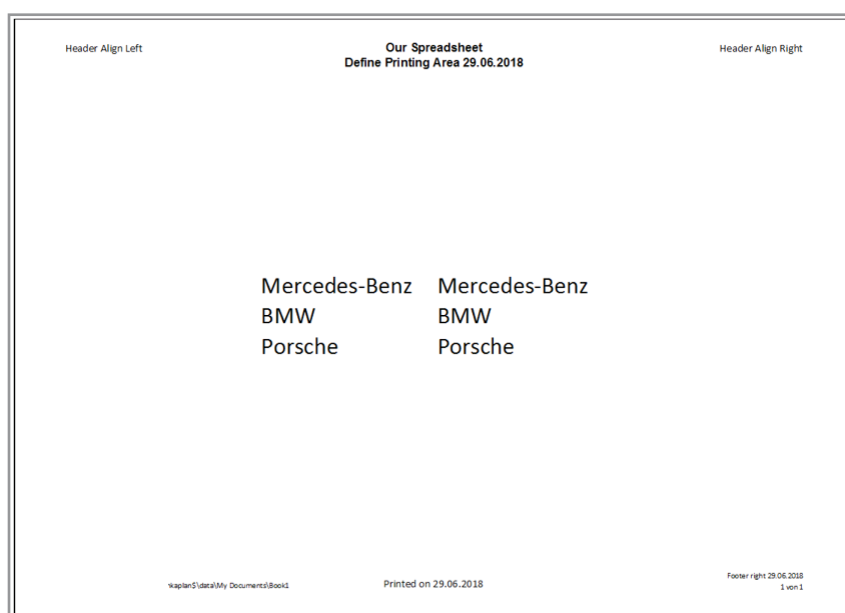 Header Align Left
Our Spreadsheet
Define Printing Area 29.06.2018
Header Align Right
Mercedes-Benz Mercedes-Benz
BMW BMW
Porsche Porsche
kaplan$\data\My Documents\Book1
Printed on 29.06.2018
Footer right 29.06.2018
1 von 1